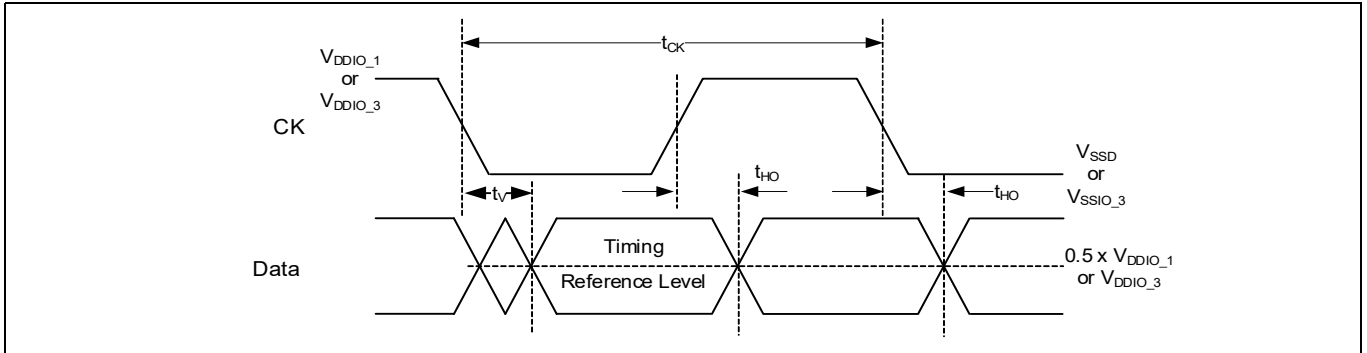 tCK
VDDIO_1
or
VDDIO_3
CK
VSSD
or
VSSIO_3
tV
tHO
tHO
Data
Timing
Reference Level
0.5 x VDDIO_1
or VDDIO_3